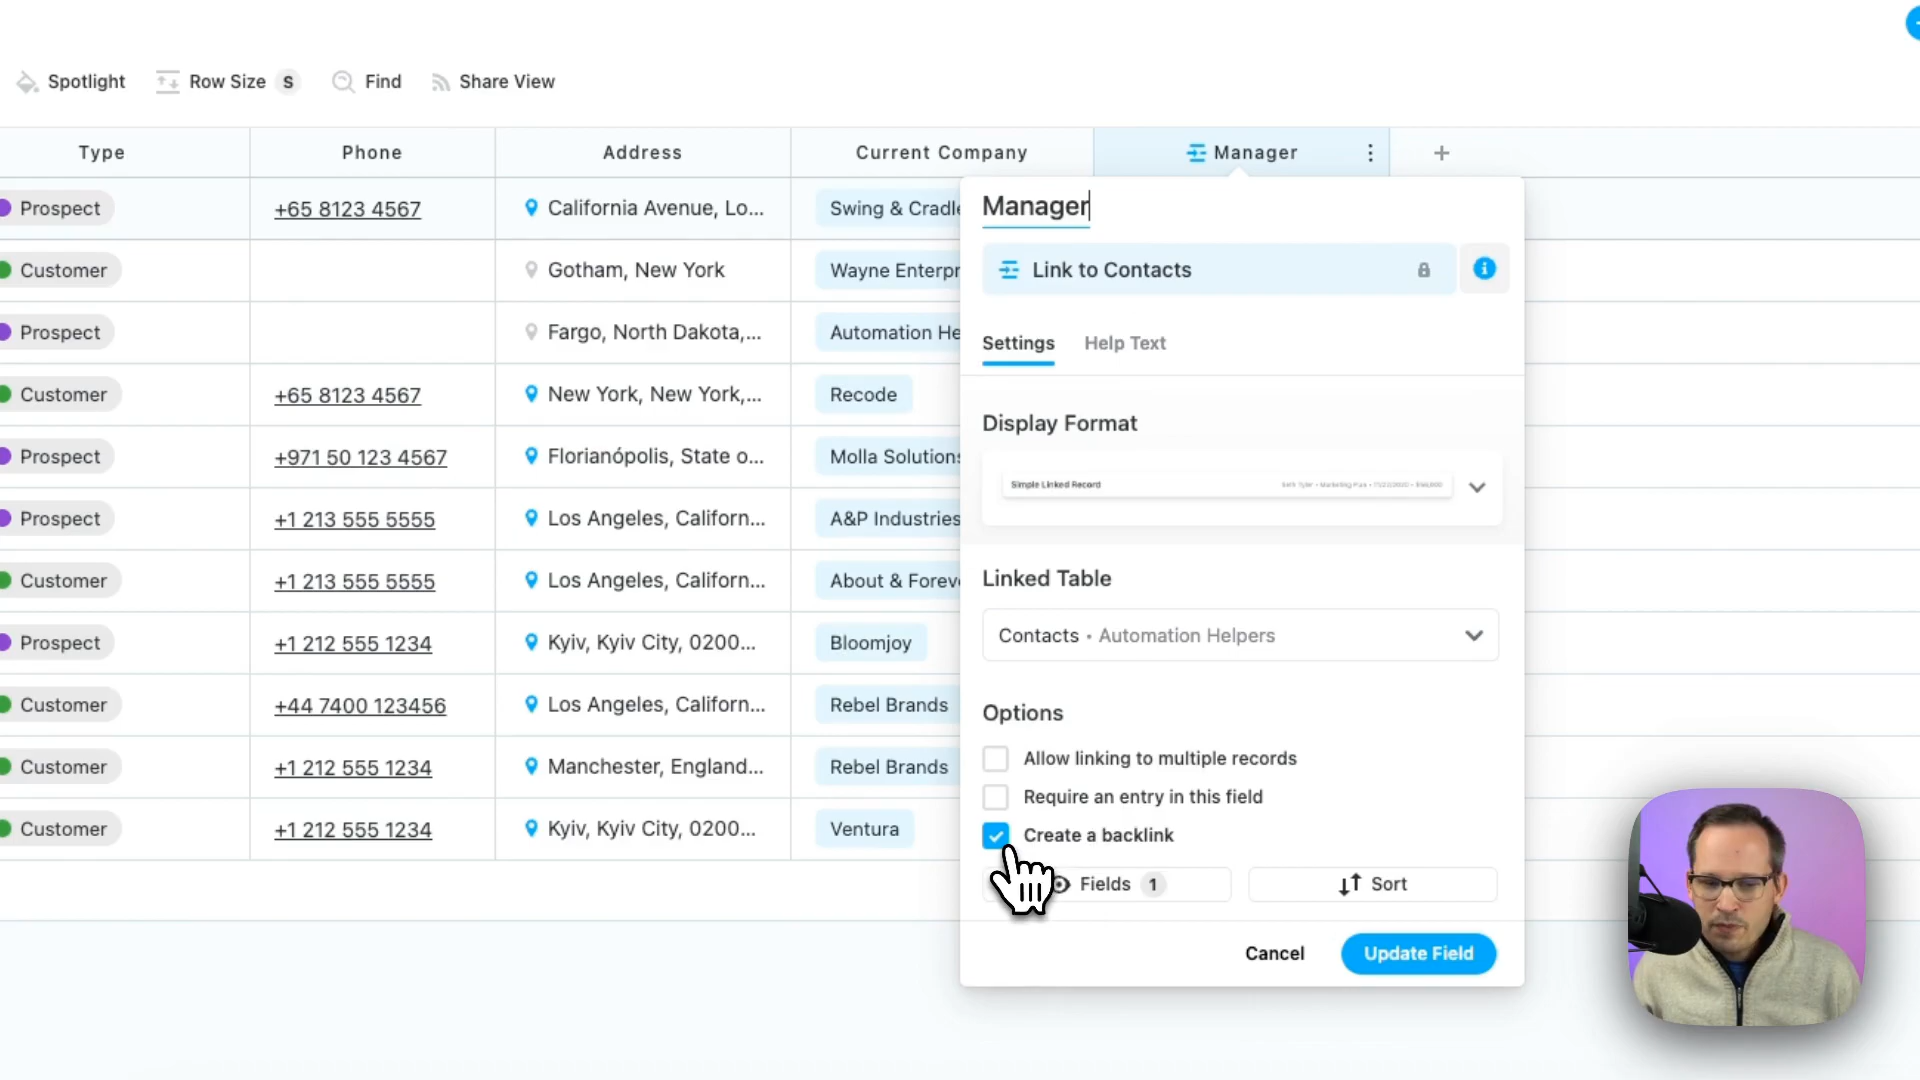 Spotlight Row Size S Find Share View
Type Phone Address Current Company Manager
Manager
Link to Contacts
Settings Help Text
Display Format
Simple Linked Record
Linked Table
Contacts • Automation Helpers
Options
Allow linking to multiple records
Require an entry in this field
Create a backlink
Fields 1 Sort
Cancel Update Field
Prospect +65 8123 4567 California Avenue, Lo... Swing & Cradle
Customer Gotham, New York Wayne Enterpr
Prospect Fargo, North Dakota,... Automation He
Customer +65 8123 4567 New York, New York,... Recode
Prospect +971 50 123 4567 Florianópolis, State o... Molla Solutions
Prospect +1 213 555 5555 Los Angeles, Californ... A&P Industries
Customer +1 213 555 5555 Los Angeles, Californ... About & Foreve
Prospect +1 212 555 1234 Kyiv, Kyiv City, 0200... Bloomjoy
Customer +44 7400 123456 Los Angeles, Californ... Rebel Brands
Customer +1 212 555 1234 Manchester, England... Rebel Brands
Customer +1 212 555 1234 Kyiv, Kyiv City, 0200... Ventura